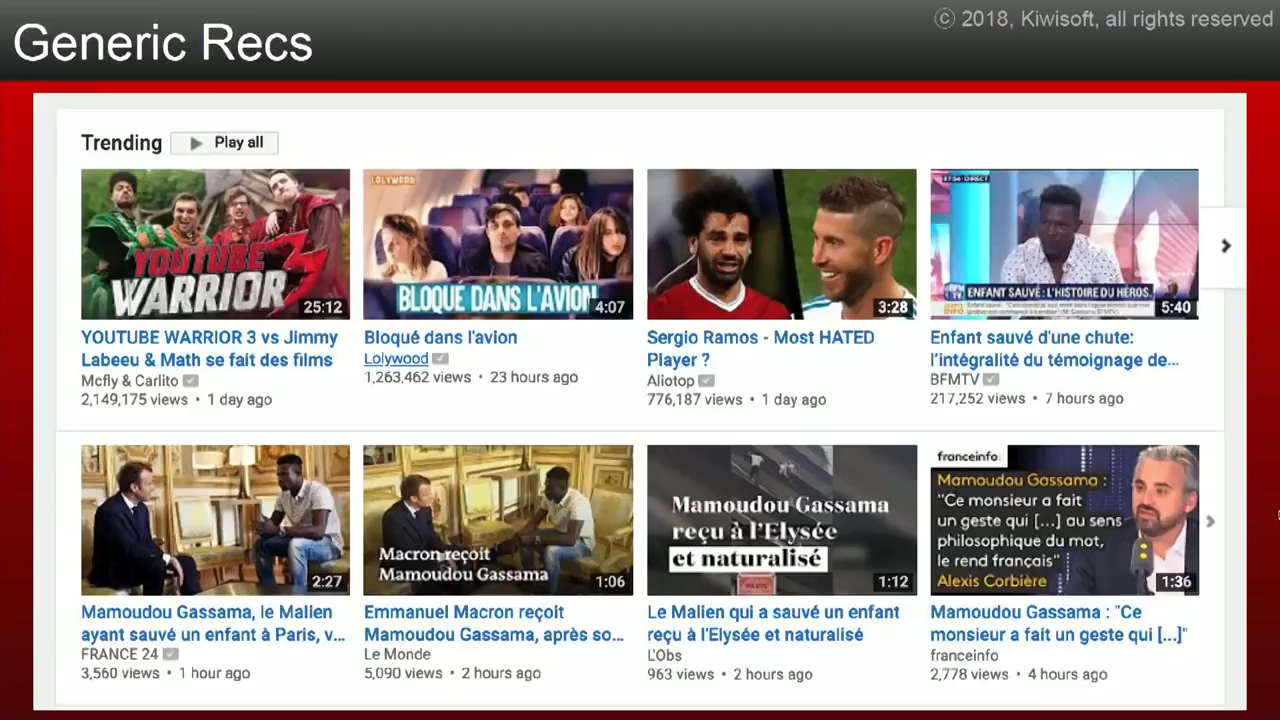 Generic Recs
© 2018, Kiwisoft, all rights reserved
Trending
Play all
YOUTUBE
WARRIOR 3
25:12
LOLYWOOD
BLOQUÉ DANS L'AVION
4:07
3:28
17:54 DIRECT
BFM
TV
ENFANT SAUVÉ : L'HISTOIRE DU HÉROS.
INFO
5:40
YOUTUBE WARRIOR 3 vs Jimmy
Labeeu & Math se fait des films
Mcfly & Carlito
2,149,175 views • 1 day ago
Bloqué dans l'avion
Lolywood
1,263,462 views • 23 hours ago
Sergio Ramos - Most HATED
Player ?
Aliotop
776,187 views • 1 day ago
Enfant sauvé d'une chute:
l'intégralité du témoignage de...
BFMTV
217,252 views • 7 hours ago
2:27
Macron reçoit
Mamoudou Gassama
1:06
Mamoudou Gassama
reçu à l'Elysée
et naturalisé
1:12
franceinfo:
Mamoudou Gassama :
"Ce monsieur a fait
un geste qui [...] au sens
philosophique du mot,
le rend français"
Alexis Corbière
1:36
Mamoudou Gassama, le Malien
ayant sauvé un enfant à Paris, v...
FRANCE 24
3,560 views • 1 hour ago
Emmanuel Macron reçoit
Mamoudou Gassama, après so...
Le Monde
5,090 views • 2 hours ago
Le Malien qui a sauvé un enfant
reçu à l'Elysée et naturalisé
L'Obs
963 views • 2 hours ago
Mamoudou Gassama : "Ce
monsieur a fait un geste qui [...]"
franceinfo
2,778 views • 4 hours ago